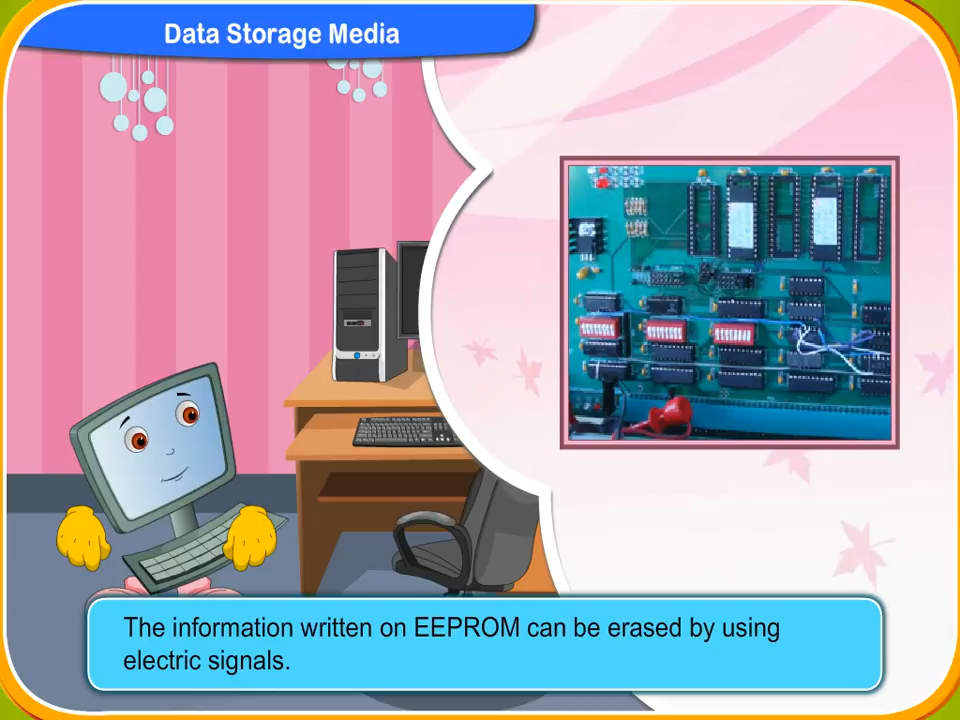 Data Storage Media
The information written on EEPROM can be erased by using
electric signals.